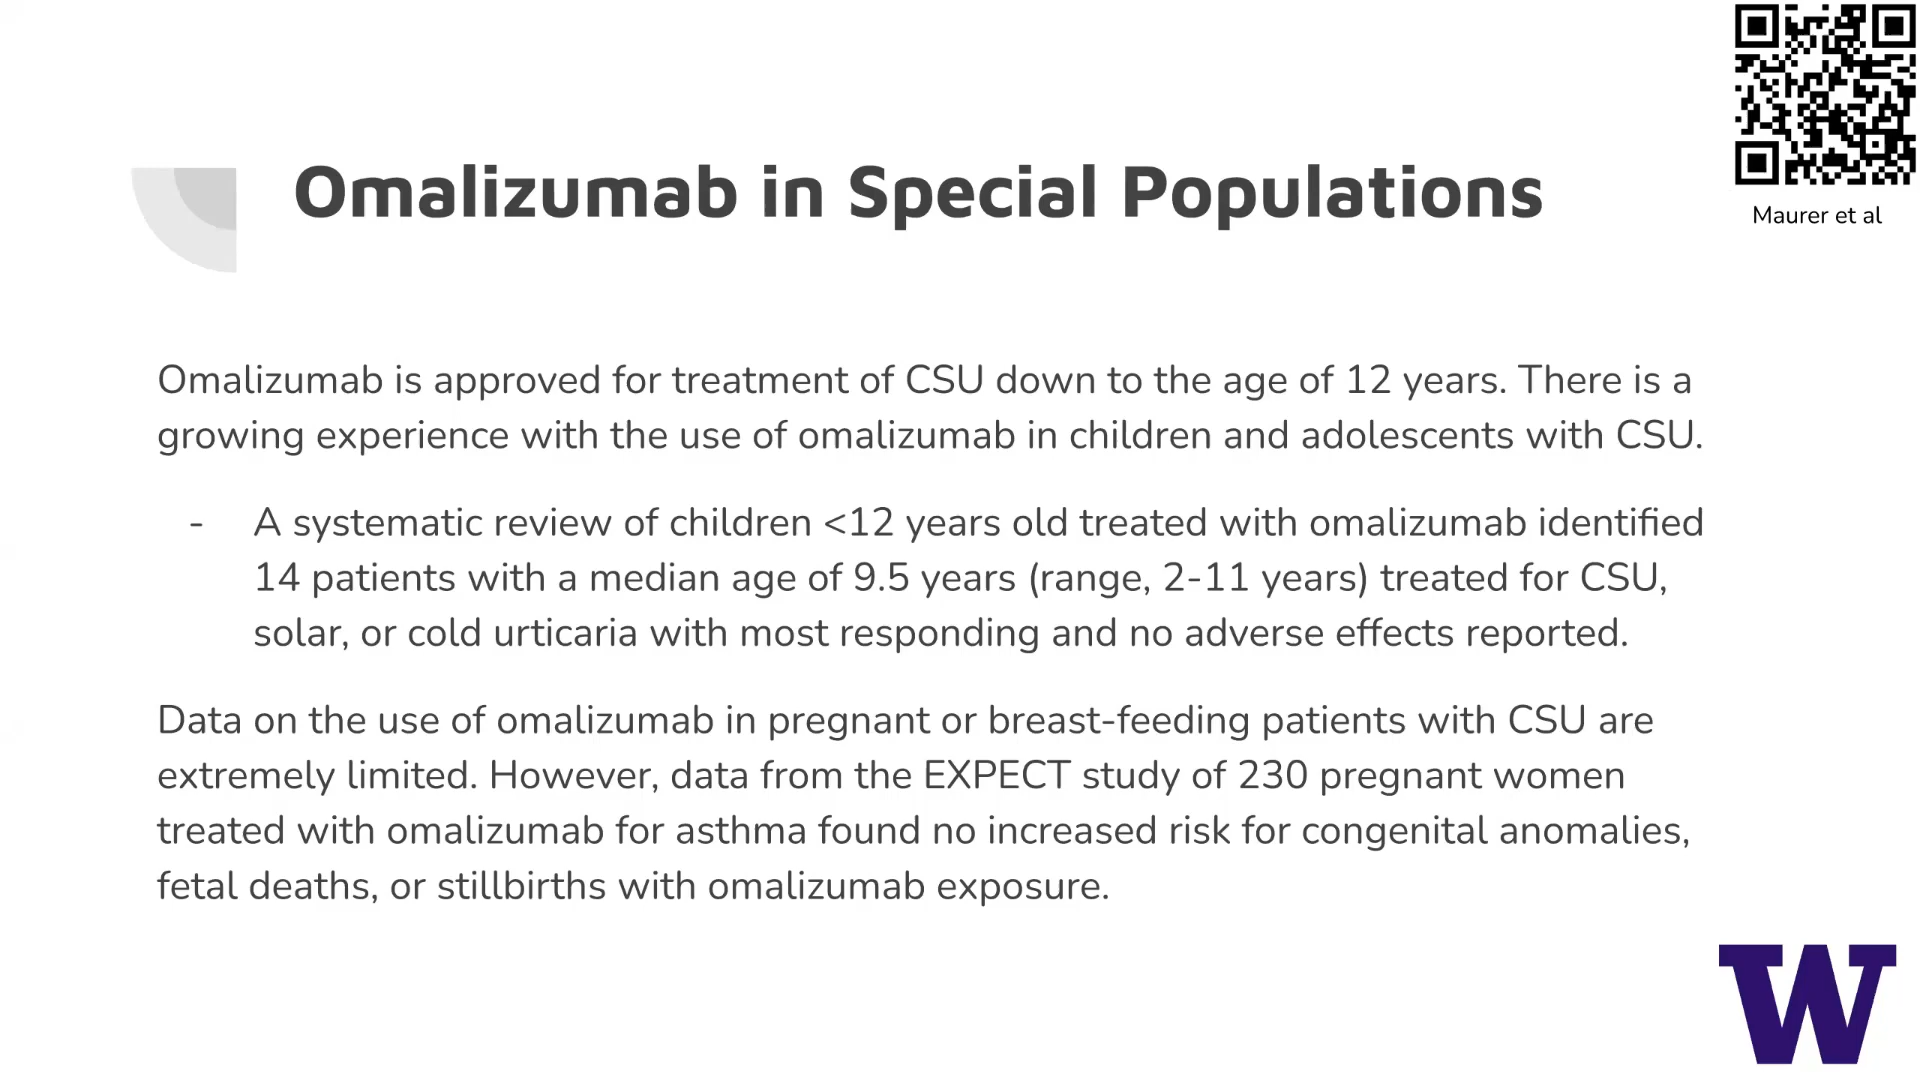 Omalizumab in Special Populations
Maurer et al
Omalizumab is approved for treatment of CSU down to the age of 12 years. There is a
growing experience with the use of omalizumab in children and adolescents with CSU.
- A systematic review of children <12 years old treated with omalizumab identified
14 patients with a median age of 9.5 years (range, 2-11 years) treated for CSU,
solar, or cold urticaria with most responding and no adverse effects reported.
Data on the use of omalizumab in pregnant or breast-feeding patients with CSU are
extremely limited. However, data from the EXPECT study of 230 pregnant women
treated with omalizumab for asthma found no increased risk for congenital anomalies,
fetal deaths, or stillbirths with omalizumab exposure.
W